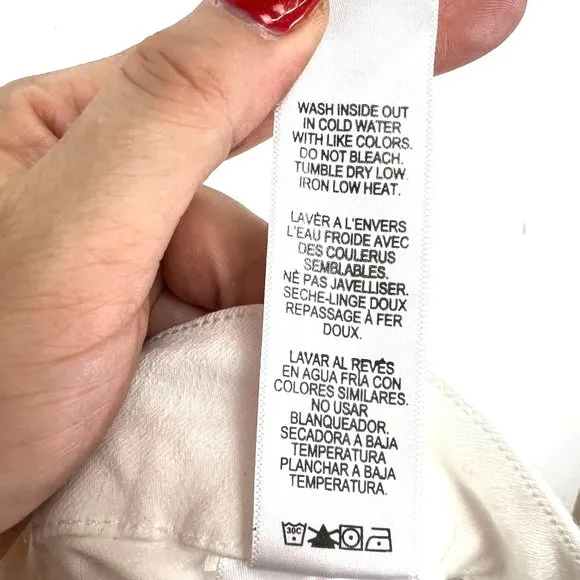 WASH INSIDE OUT
IN COLD WATER
WITH LIKE COLORS.
DO NOT BLEACH.
TUMBLE DRY LOW.
IRON LOW HEAT.
LAVÈR A L'ENVERS
L'EAU FROIDE AVEC
DES COULERUS
SEMBLABLES.
NÉ PAS JAVELLISER.
SECHE-LINGE DOUX
REPASSAGE À FER
DOUX.
LAVAR AL REVÉS
EN AGUA FRÍA CON
COLORES SIMILARES.
NO USAR
BLANQUEADOR.
SECADORA A BAJA
TEMPERATURA
PLANCHAR A BAJA
TEMPERATURA.
30C